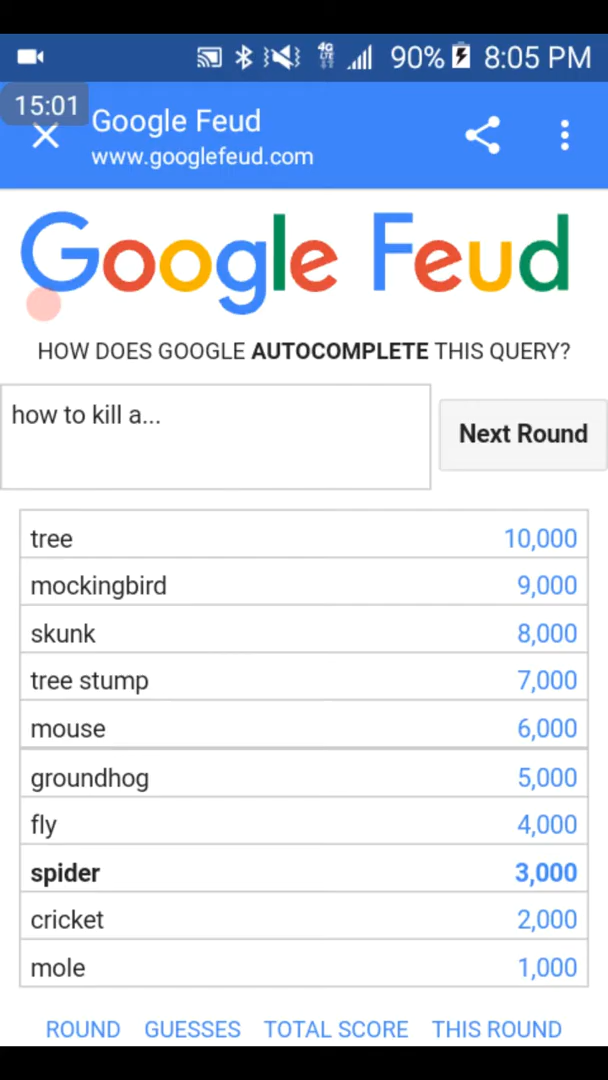 4G LTE 90% 8:05 PM
15:01
Google Feud
www.googlefeud.com
Google Feud
HOW DOES GOOGLE AUTOCOMPLETE THIS QUERY?
how to kill a...
Next Round
tree 10,000
mockingbird 9,000
skunk 8,000
tree stump 7,000
mouse 6,000
groundhog 5,000
fly 4,000
spider 3,000
cricket 2,000
mole 1,000
ROUND GUESSES TOTAL SCORE THIS ROUND